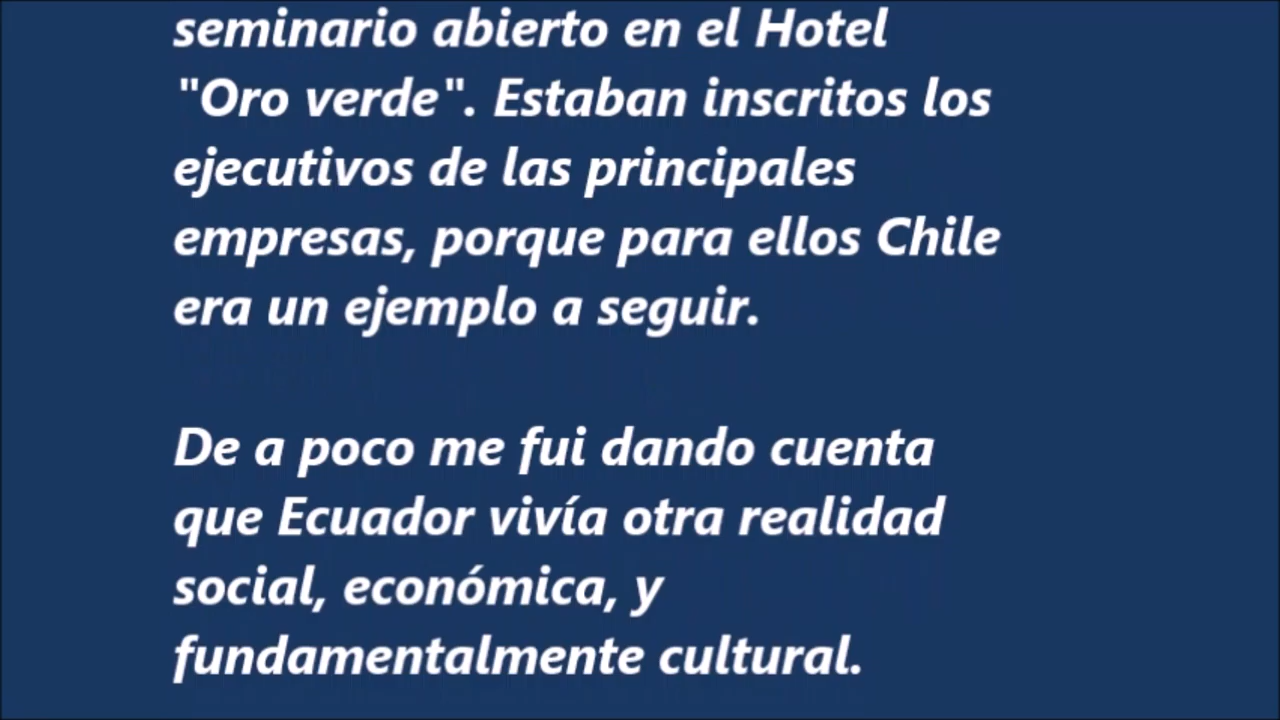 seminario abierto en el Hotel
"Oro verde". Estaban inscritos los
ejecutivos de las principales
empresas, porque para ellos Chile
era un ejemplo a seguir.
De a poco me fui dando cuenta
que Ecuador vivía otra realidad
social, económica, y
fundamentalmente cultural.